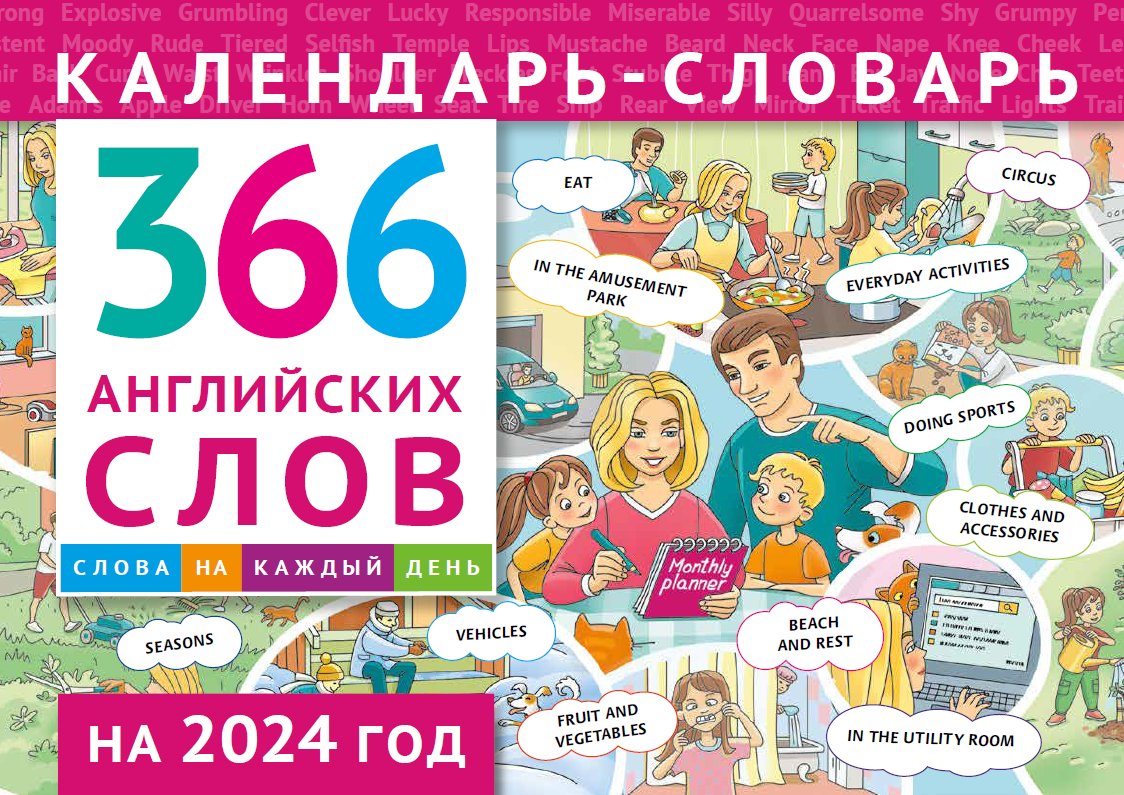 Explosive Grumbling Clever Lucky Responsible Miserable Silly Quarrelsome Shy Grumpy
Moody Rude Tiered Selfish Temple Lips Mustache Beard Neck Face Nape Knee Cheek
КАЛЕНДАРЬ-СЛОВАРЬ
Adam's Apple Driver Horn Wheel Seat Tire Ship Rear View Mirror Ticket Traffic Lights
366
АНГЛИЙСКИХ
СЛОВ
СЛОВА НА КАЖДЫЙ ДЕНЬ
НА 2024 ГОД
EAT
CIRCUS
IN THE AMUSEMENT
PARK
EVERYDAY ACTIVITIES
DOING SPORTS
CLOTHES AND
ACCESSORIES
Monthly
planner
SEASONS
VEHICLES
BEACH
AND REST
FRUIT AND
VEGETABLES
IN THE UTILITY ROOM